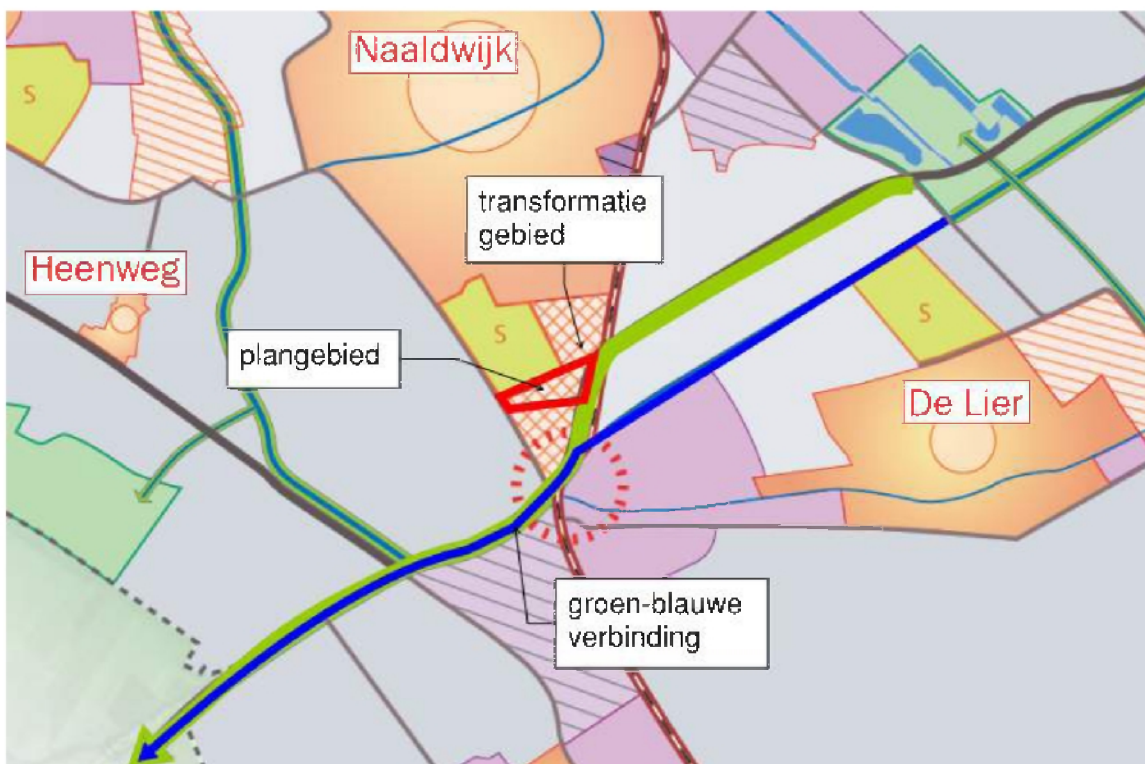 Naaldwijk
S
transformatie
gebied
Heenweg
S
S
plangebied
De Lier
groen-blauwe
verbinding